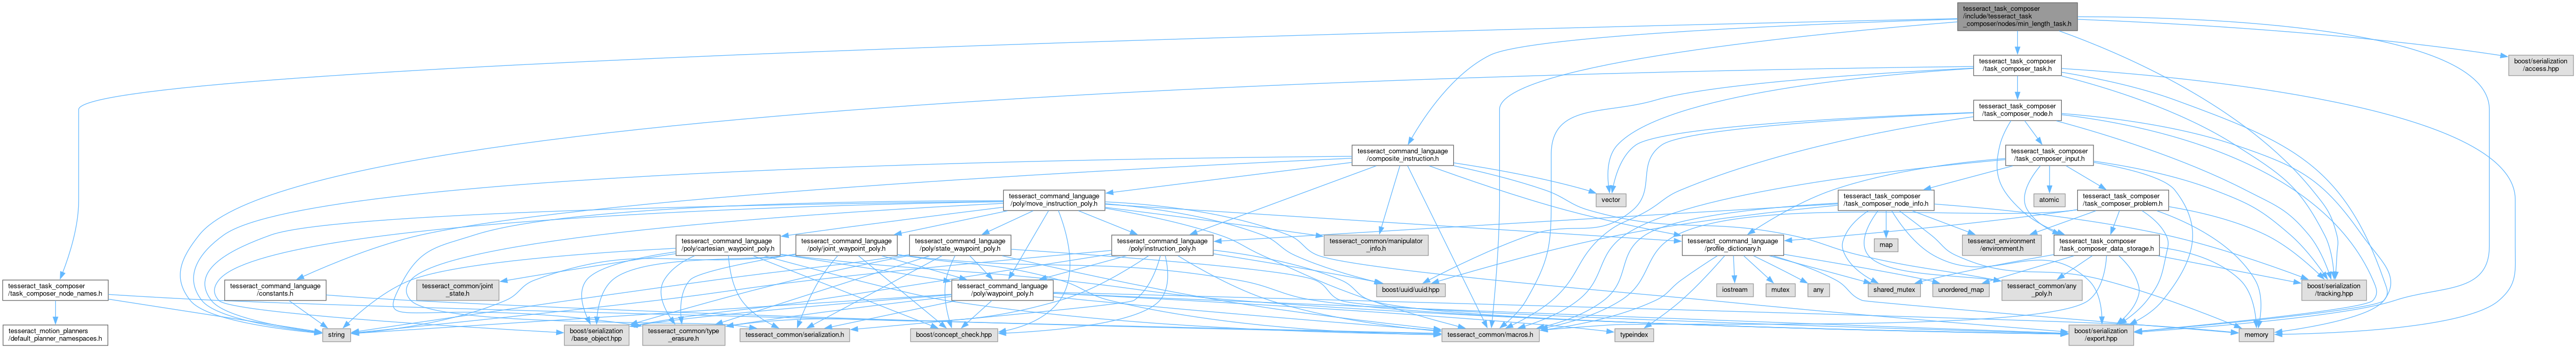 tesseract_task_composer
/include/tesseract_task
_composer/nodes/min_length_task.h
tesseract_task_composer
/task_composer_task.h
boost/serialization
/access.hpp
tesseract_task_composer
/task_composer_node.h
tesseract_command_language
/composite_instruction.h
tesseract_task_composer
/task_composer_input.h
tesseract_command_language
/poly/move_instruction_poly.h
vector
tesseract_task_composer
/task_composer_node_info.h
atomic
tesseract_task_composer
/task_composer_problem.h
tesseract_command_language
/poly/cartesian_waypoint_poly.h
tesseract_command_language
/poly/joint_waypoint_poly.h
tesseract_command_language
/poly/state_waypoint_poly.h
tesseract_command_language
/poly/instruction_poly.h
tesseract_common/manipulator
_info.h
tesseract_command_language
/profile_dictionary.h
map
tesseract_environment
/environment.h
tesseract_task_composer
/task_composer_data_storage.h
tesseract_task_composer
/task_composer_node_names.h
tesseract_command_language
/constants.h
tesseract_common/joint
_state.h
tesseract_command_language
/poly/waypoint_poly.h
boost/uuid/uuid.hpp
iostream
mutex
any
shared_mutex
unordered_map
tesseract_common/any
_poly.h
boost/serialization
/tracking.hpp
tesseract_motion_planners
/default_planner_namespaces.h
string
boost/serialization
/base_object.hpp
tesseract_common/type
_erasure.h
tesseract_common/serialization.h
boost/concept_check.hpp
tesseract_common/macros.h
typeindex
boost/serialization
/export.hpp
memory